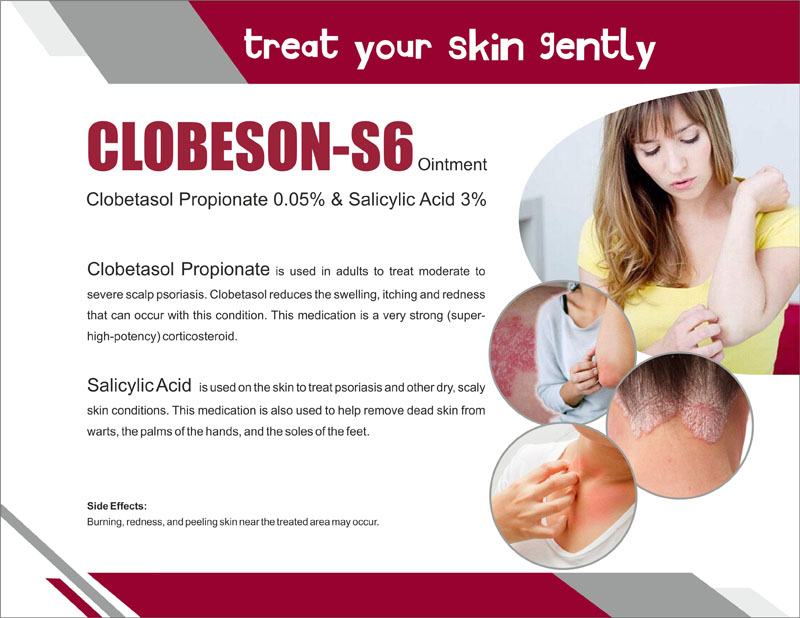 treat your skin gently
CLOBESON-S6 Ointment
Clobetasol Propionate 0.05% & Salicylic Acid 3%
Clobetasol Propionate is used in adults to treat moderate to
severe scalp psoriasis. Clobetasol reduces the swelling, itching and redness
that can occur with this condition. This medication is a very strong (super-
high-potency) corticosteroid.
Salicylic Acid is used on the skin to treat psoriasis and other dry, scaly
skin conditions. This medication is also used to help remove dead skin from
warts, the palms of the hands, and the soles of the feet.
Side Effects:
Burning, redness, and peeling skin near the treated area may occur.